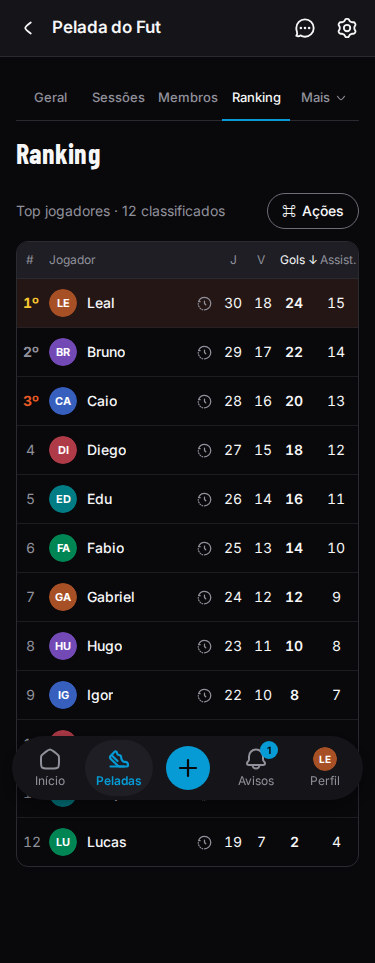 Pelada do Fut
Geral Sessões Membros Ranking Mais
Ranking
Top jogadores · 12 classificados Ações
# Jogador J V Gols ↓ Assist.
1º LE Leal 30 18 24 15
2º BR Bruno 29 17 22 14
3º CA Caio 28 16 20 13
4 DI Diego 27 15 18 12
5 ED Edu 26 14 16 11
6 FA Fabio 25 13 14 10
7 GA Gabriel 24 12 12 9
8 HU Hugo 23 11 10 8
9 IG Igor 22 10 8 7
1
Início Peladas Avisos LE Perfil
12 LU Lucas 19 7 2 4